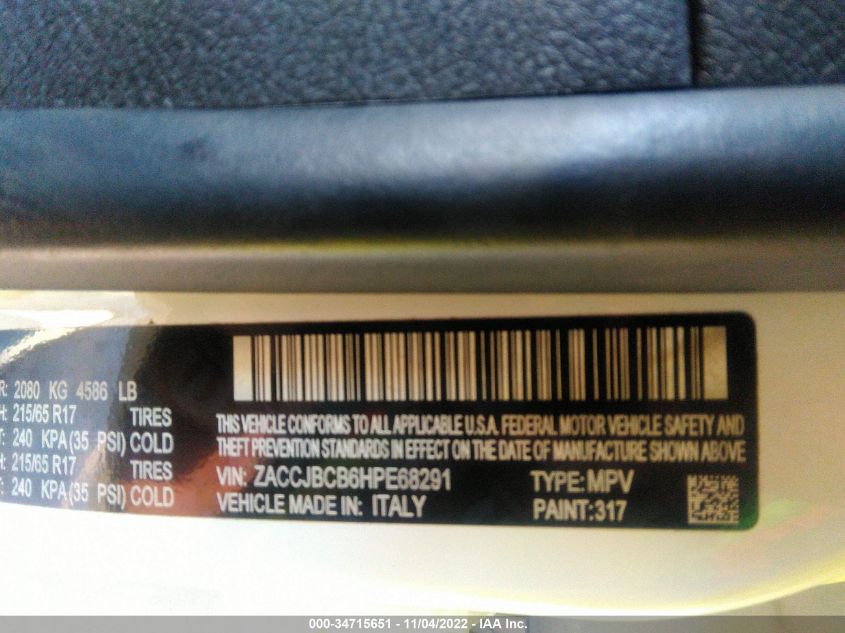 R: 2080 KG 4586 LB
H: 215/65 R17 TIRES
T: 240 KPA(35 PSI) COLD
H: 215/65 R17 TIRES
T: 240 KPA(35 PSI) COLD
THIS VEHICLE CONFORMS TO ALL APPLICABLE U.S.A. FEDERAL MOTOR VEHICLE SAFETY AND
THEFT PREVENTION STANDARDS IN EFFECT ON THE DATE OF MANUFACTURE SHOWN ABOVE
VIN: ZACCJBCB6HPE68291 TYPE: MPV
VEHICLE MADE IN: ITALY PAINT:317
000-34715651 - 11/04/2022 - IAA Inc.